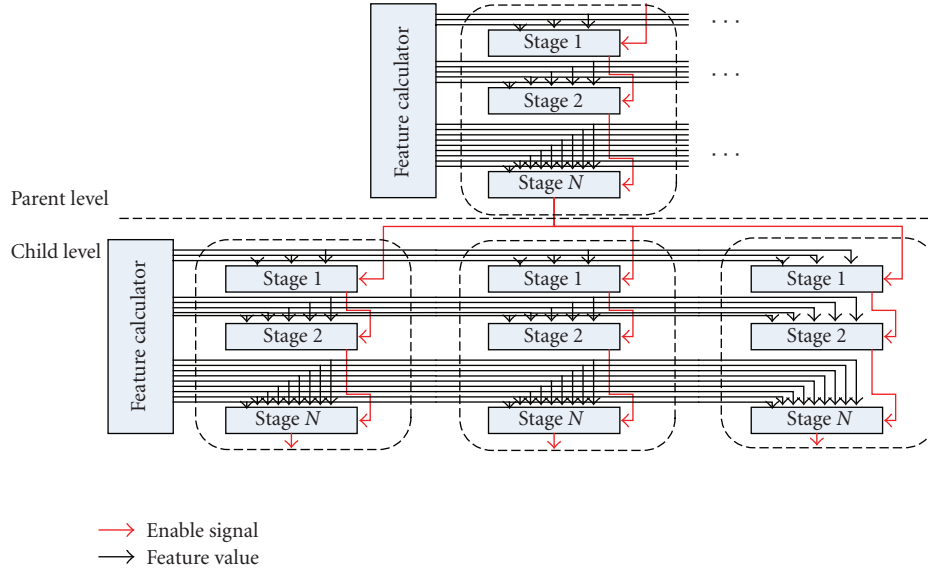 Feature calculator
Stage 1
. . .
Stage 2
. . .
Stage N
. . .
Parent level
Child level
Feature calculator
Stage 1
Stage 1
Stage 1
Stage 2
Stage 2
Stage 2
Stage N
Stage N
Stage N
Enable signal
Feature value